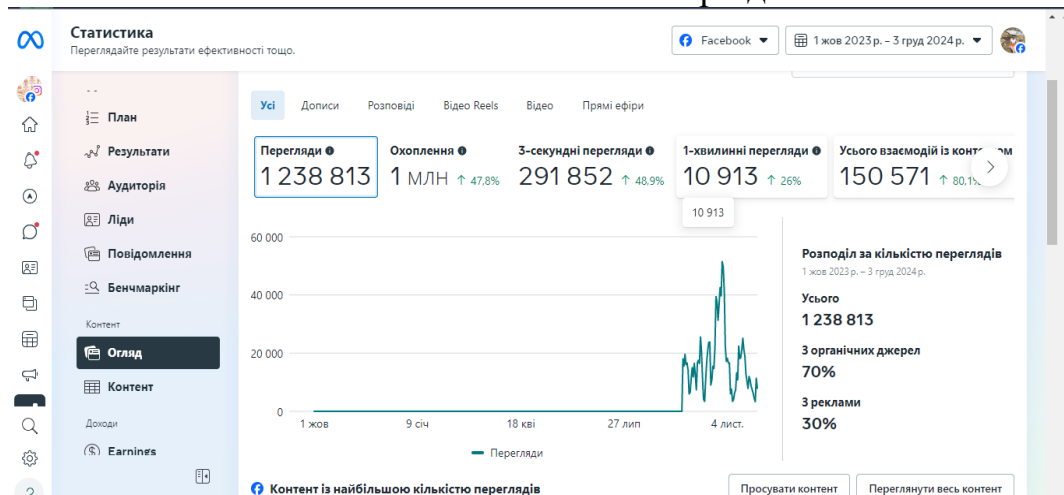 Статистика
Переглядайте результати ефективності тощо.
Facebook
1 жов 2023 р. – 3 груд 2024 р.
План
Результати
Аудиторія
Ліди
Повідомлення
Бенчмаркінг
Контент
Огляд
Контент
Доходи
Earnings
Усі
Дописи
Розповіді
Відео Reels
Відео
Прямі ефіри
Перегляди
1 238 813
Охоплення
1 млн ↑ 47,8%
3-секундні перегляди
291 852 ↑ 48,9%
1-хвилинні перегляди
10 913 ↑ 26%
Усього взаємодій із
150 571 ↑ 80,1%
10 913
60 000
40 000
20 000
0
1 жов
9 січ
18 кві
27 лип
4 лист.
Перегляди
Розподіл за кількістю переглядів
1 жов 2023 р. – 3 груд 2024 р.
Усього
1 238 813
З органічних джерел
70%
З реклами
30%
Контент із найбільшою кількістю переглядів
Просувати контент
Переглянути весь контент